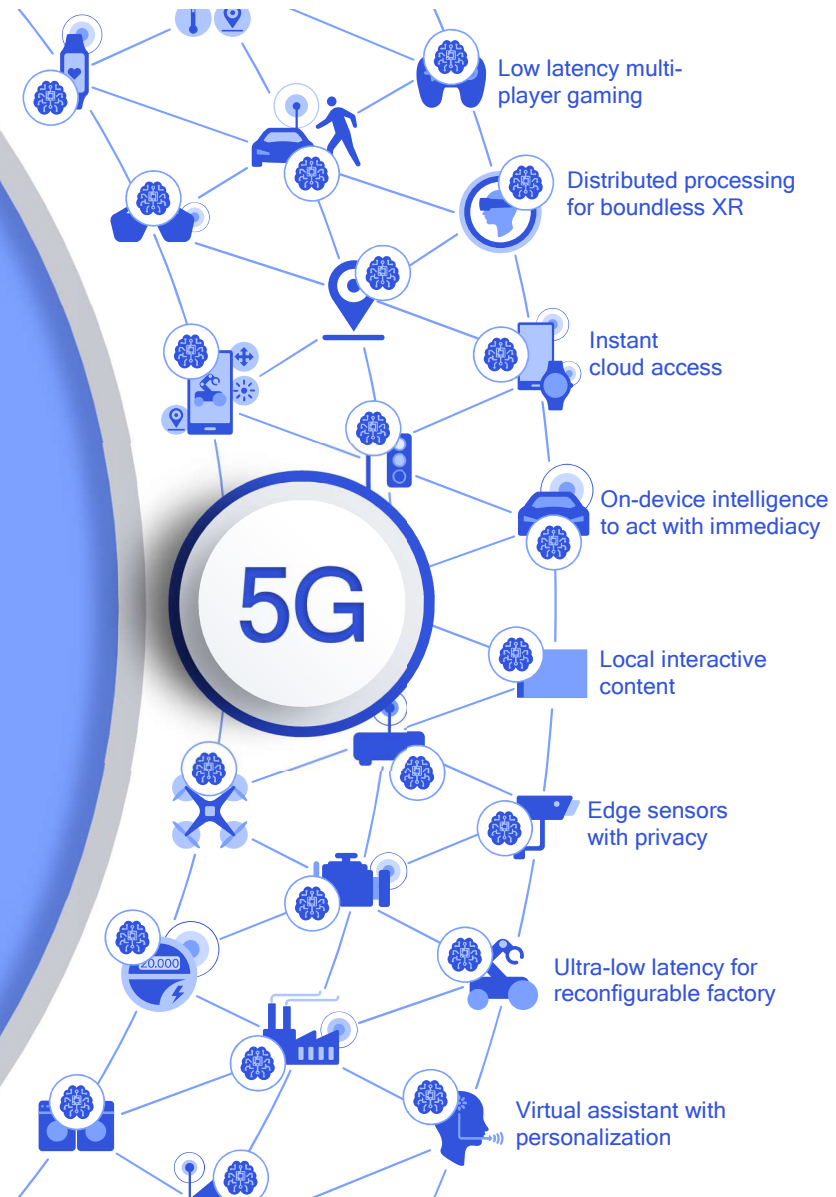 Low latency multi-
player gaming
Distributed processing
for boundless XR
Instant
cloud access
On-device intelligence
to act with immediacy
5G
Local interactive
content
Edge sensors
with privacy
20.000
Ultra-low latency for
reconfigurable factory
Virtual assistant with
personalization